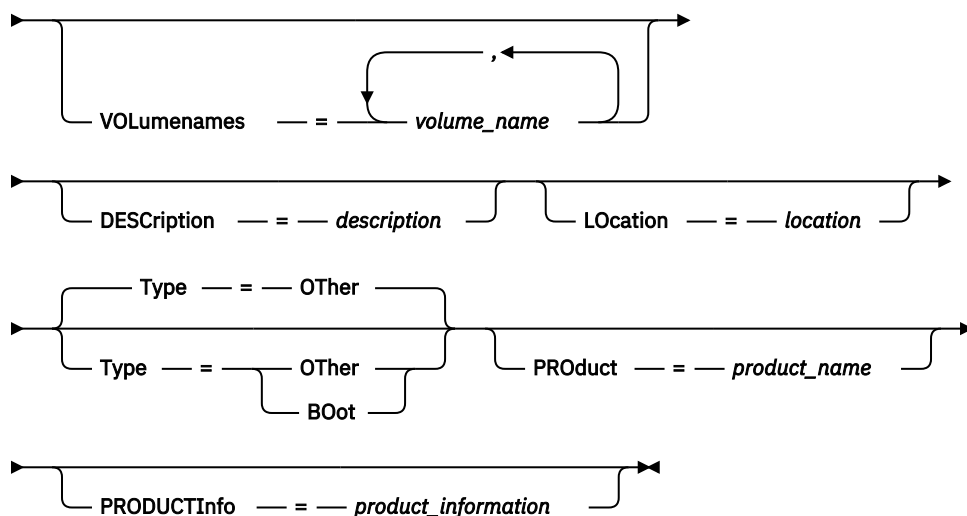 ,
VOLumenames = volume_name
DESCription = description LOcation = location
Type = OTher
Type = OTher PROduct = product_name
BOot
PRODUCTInfo = product_information